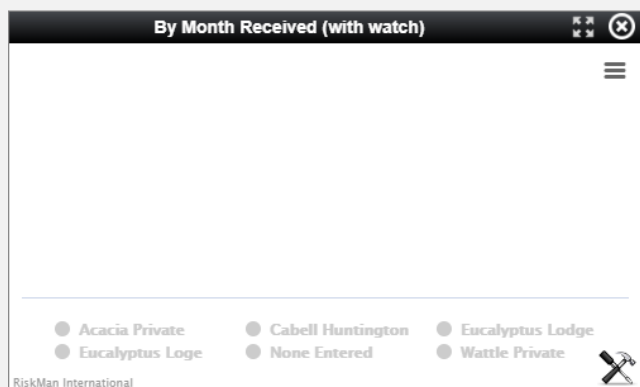 By Month Received (with watch)
Acacia Private Cabell Huntington Eucalyptus Lodge
Eucalyptus Loge None Entered Wattle Private
RiskMan International